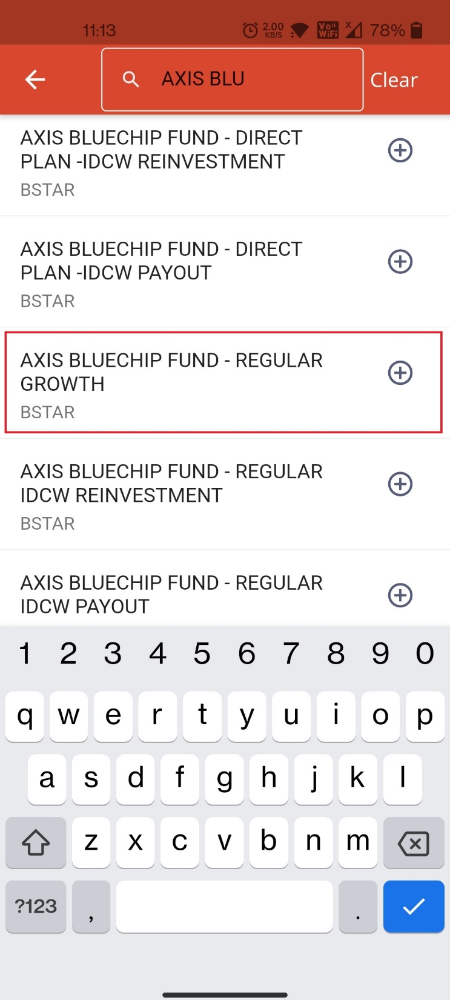 11:13
2.00
KB/S
Vo
WiFi
X
78%
AXIS BLU
Clear
AXIS BLUECHIP FUND - DIRECT
PLAN -IDCW REINVESTMENT
BSTAR
AXIS BLUECHIP FUND - DIRECT
PLAN -IDCW PAYOUT
BSTAR
AXIS BLUECHIP FUND - REGULAR
GROWTH
BSTAR
AXIS BLUECHIP FUND - REGULAR
IDCW REINVESTMENT
BSTAR
AXIS BLUECHIP FUND - REGULAR
IDCW PAYOUT
1 2 3 4 5 6 7 8 9 0
q w e r t y u i o p
a s d f g h j k l
z x c v b n m
?123 , .